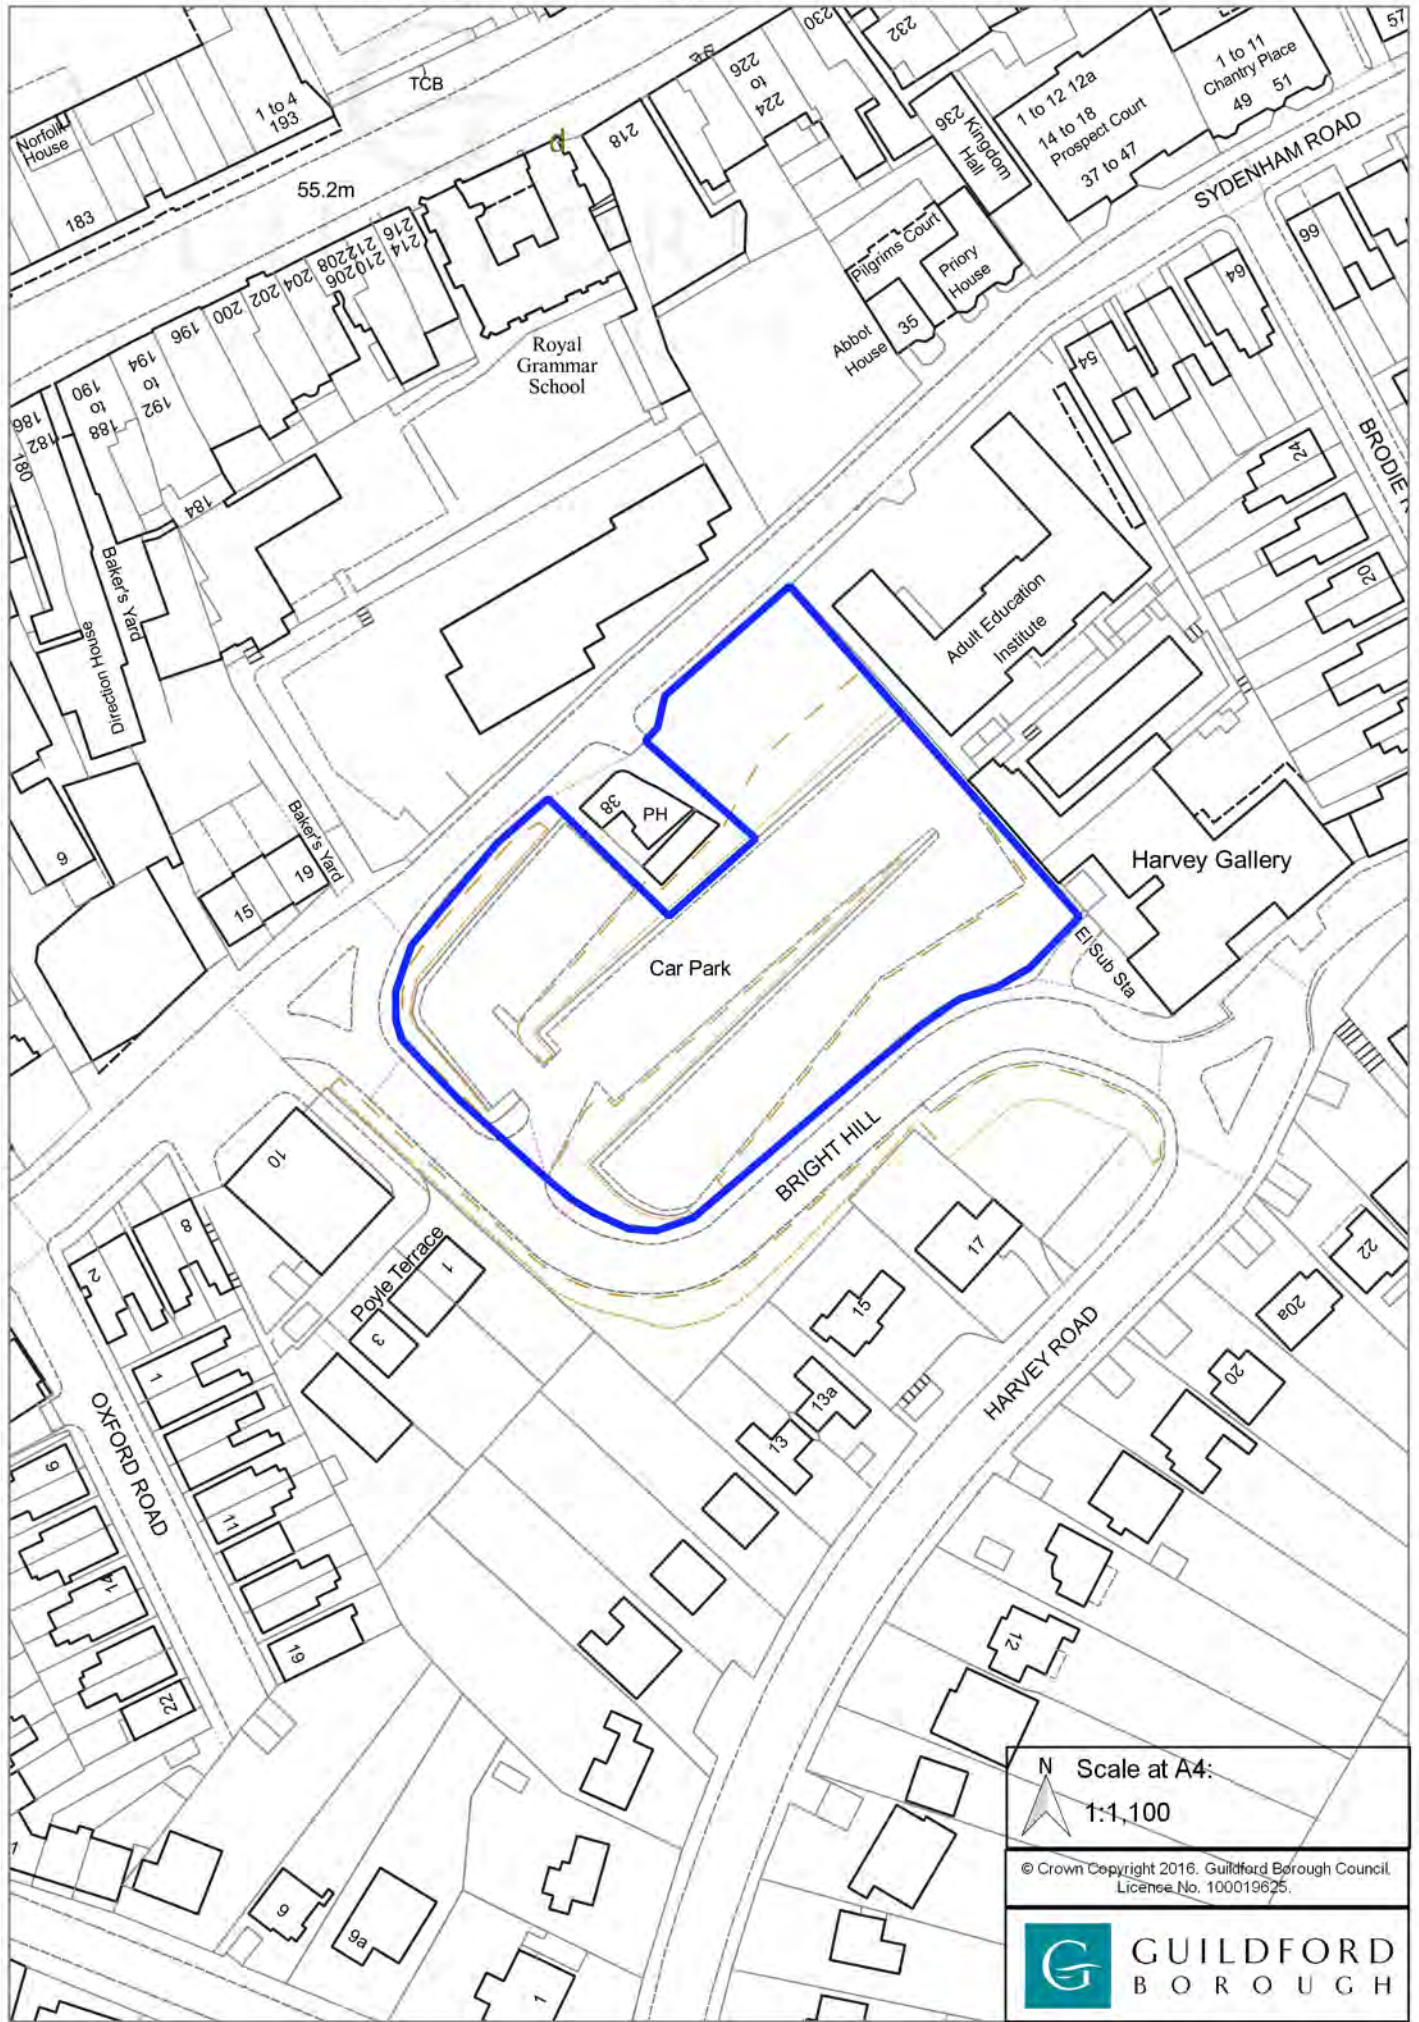 TCB
230
232
226
to
224
57
1 to 11
Chantry Place
49
51
1 to 12 12a
14 to 18
Prospect Court
37 to 47
236
Kingdom
Hall
SYDENHAM ROAD
Norfolk
House
1 to 4
193
183
55.2m
218
216
214
212
210
208
206
204
202
200
196
194
to
192
190
to
188
186
182
180
184
Royal
Grammar
School
Pilgrims Court
Priory
House
Abbot
House
35
66
64
54
24
20
Baker's Yard
Direction House
Adult Education
Institute
38
PH
Baker's Yard
19
15
9
Harvey Gallery
El Sub Sta
Car Park
BRIGHT HILL
10
8
2
Poyle Terrace
1
3
17
15
13a
13
HARVEY ROAD
22
20a
20
12
OXFORD ROAD
1
11
19
9
14
22
1
9
9a
1
N
Scale at A4:
1:1,100
© Crown Copyright 2016. Guildford Borough Council.
Licence No. 100019625.
G
GUILDFORD
BOROUGH